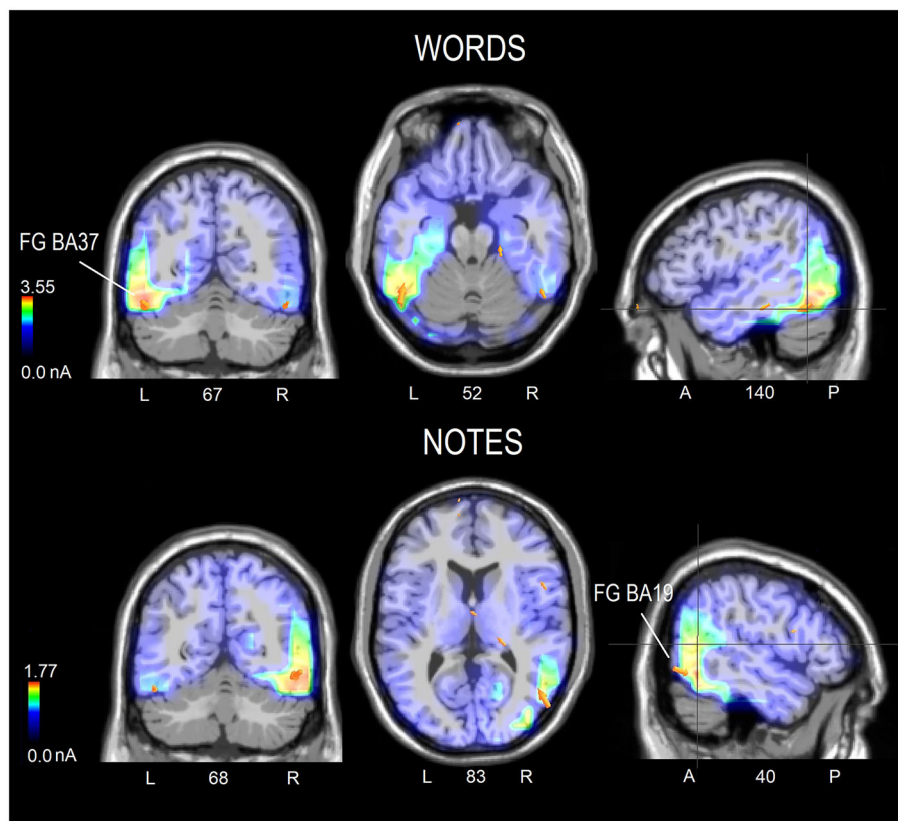 WORDS
FG BA37
3.55
0.0 nA
L 67 R
L 52 R
A 140 P
NOTES
FG BA19
1.77
0.0 nA
L 68 R
L 83 R
A 40 P